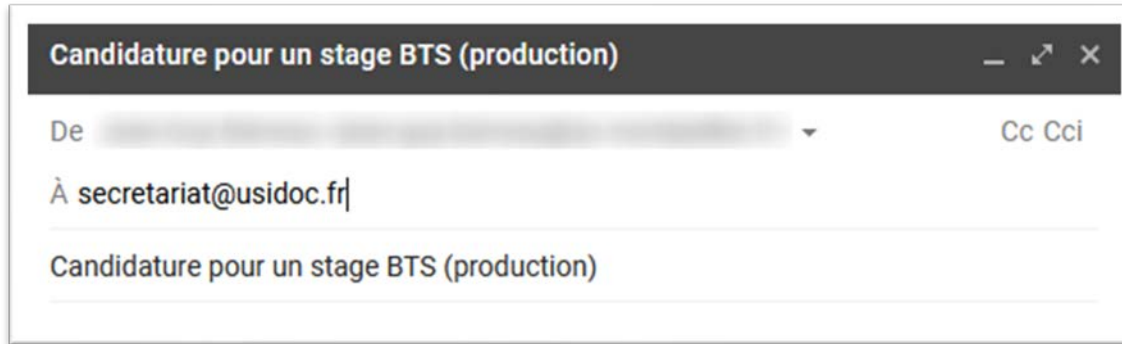 Candidature pour un stage BTS (production)
De Cc Cci
À secretariat@usidoc.fr
Candidature pour un stage BTS (production)